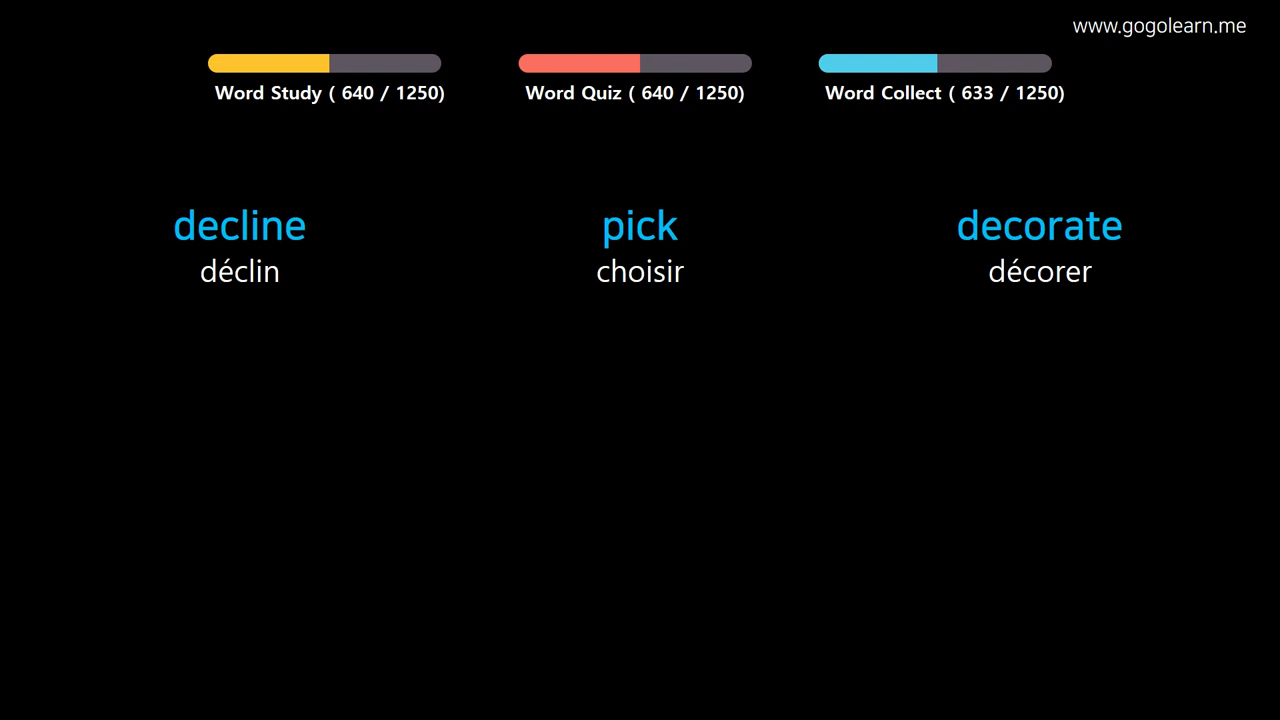 www.gogolearn.me
Word Study ( 640 / 1250)
Word Quiz ( 640 / 1250)
Word Collect ( 633 / 1250)
decline
déclin
pick
choisir
decorate
décorer